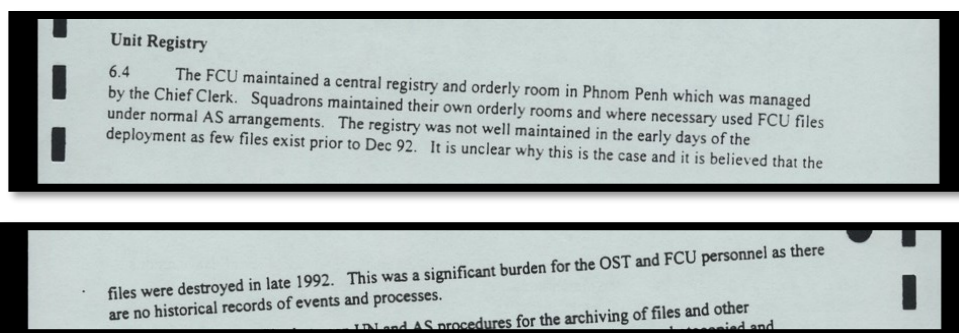 Unit Registry
6.4 The FCU maintained a central registry and orderly room in Phnom Penh which was managed
by the Chief Clerk. Squadrons maintained their own orderly rooms and where necessary used FCU files
under normal AS arrangements. The registry was not well maintained in the early days of the
deployment as few files exist prior to Dec 92. It is unclear why this is the case and it is believed that the
files were destroyed in late 1992. This was a significant burden for the OST and FCU personnel as there
are no historical records of events and processes.
UN and AS procedures for the archiving of files and other
and